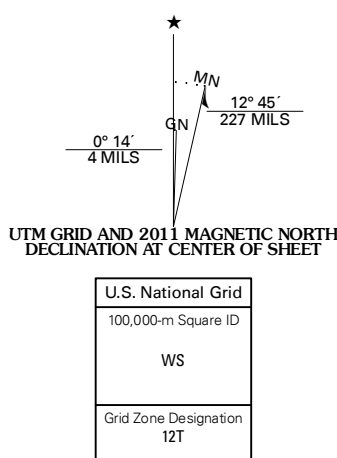 ★
MN
GN
12° 45´
227 MILS
0° 14´
4 MILS
UTM GRID AND 2011 MAGNETIC NORTH
DECLINATION AT CENTER OF SHEET
U.S. National Grid
100,000-m Square ID
WS
Grid Zone Designation
12T